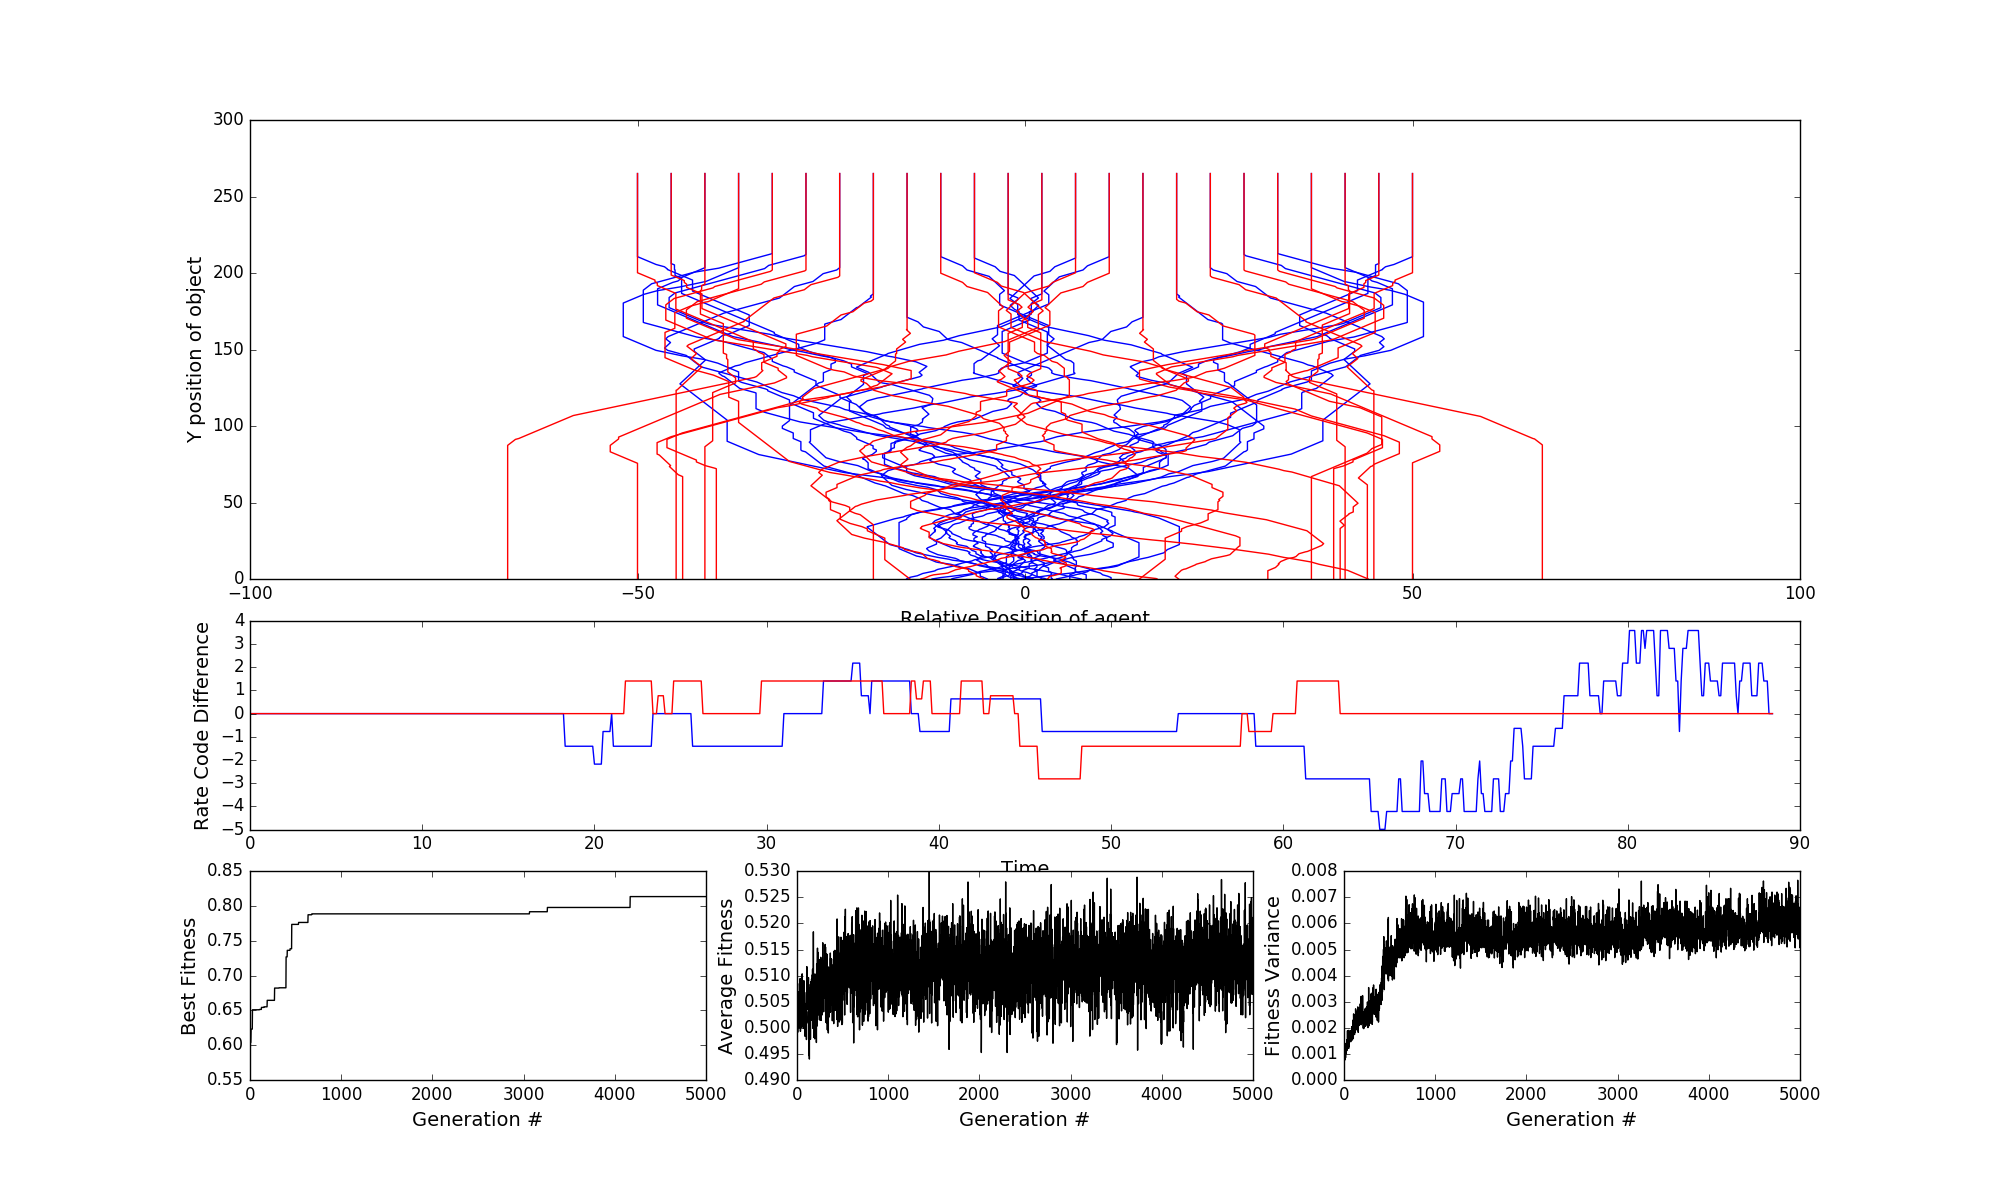 300
250
200
150
100
50
0
Y position of object
−100 −50 0 50 100
Relative Position of agent
4
3
2
1
0
−1
−2
−3
−4
−5
Rate Code Difference
0 10 20 30 40 50 60 70 80 90
Time
0.85
0.80
0.75
0.70
0.65
0.60
0.55
Best Fitness
0 1000 2000 3000 4000 5000
Generation #
0.530
0.525
0.520
0.515
0.510
0.505
0.500
0.495
0.490
Average Fitness
0 1000 2000 3000 4000 5000
Generation #
0.008
0.007
0.006
0.005
0.004
0.003
0.002
0.001
0.000
Fitness Variance
0 1000 2000 3000 4000 5000
Generation #